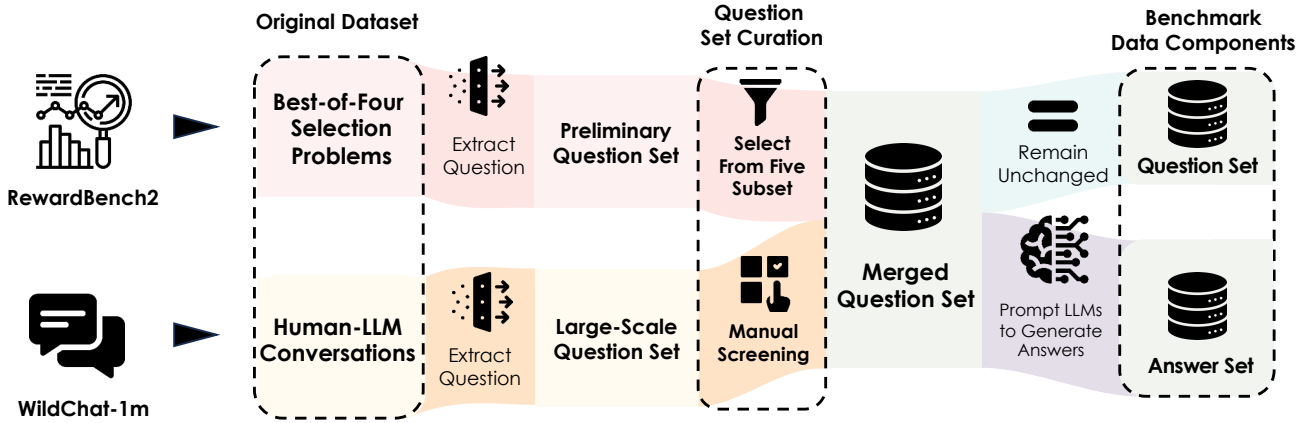 Original Dataset
Question
Set Curation
Benchmark
Data Components
RewardBench2
Best-of-Four
Selection
Problems
Extract
Question
Preliminary
Question Set
Select
From Five
Subset
Remain
Unchanged
Question Set
Merged
Question Set
WildChat-1m
Human-LLM
Conversations
Extract
Question
Large-Scale
Question Set
Manual
Screening
Prompt LLMs
to Generate
Answers
Answer Set